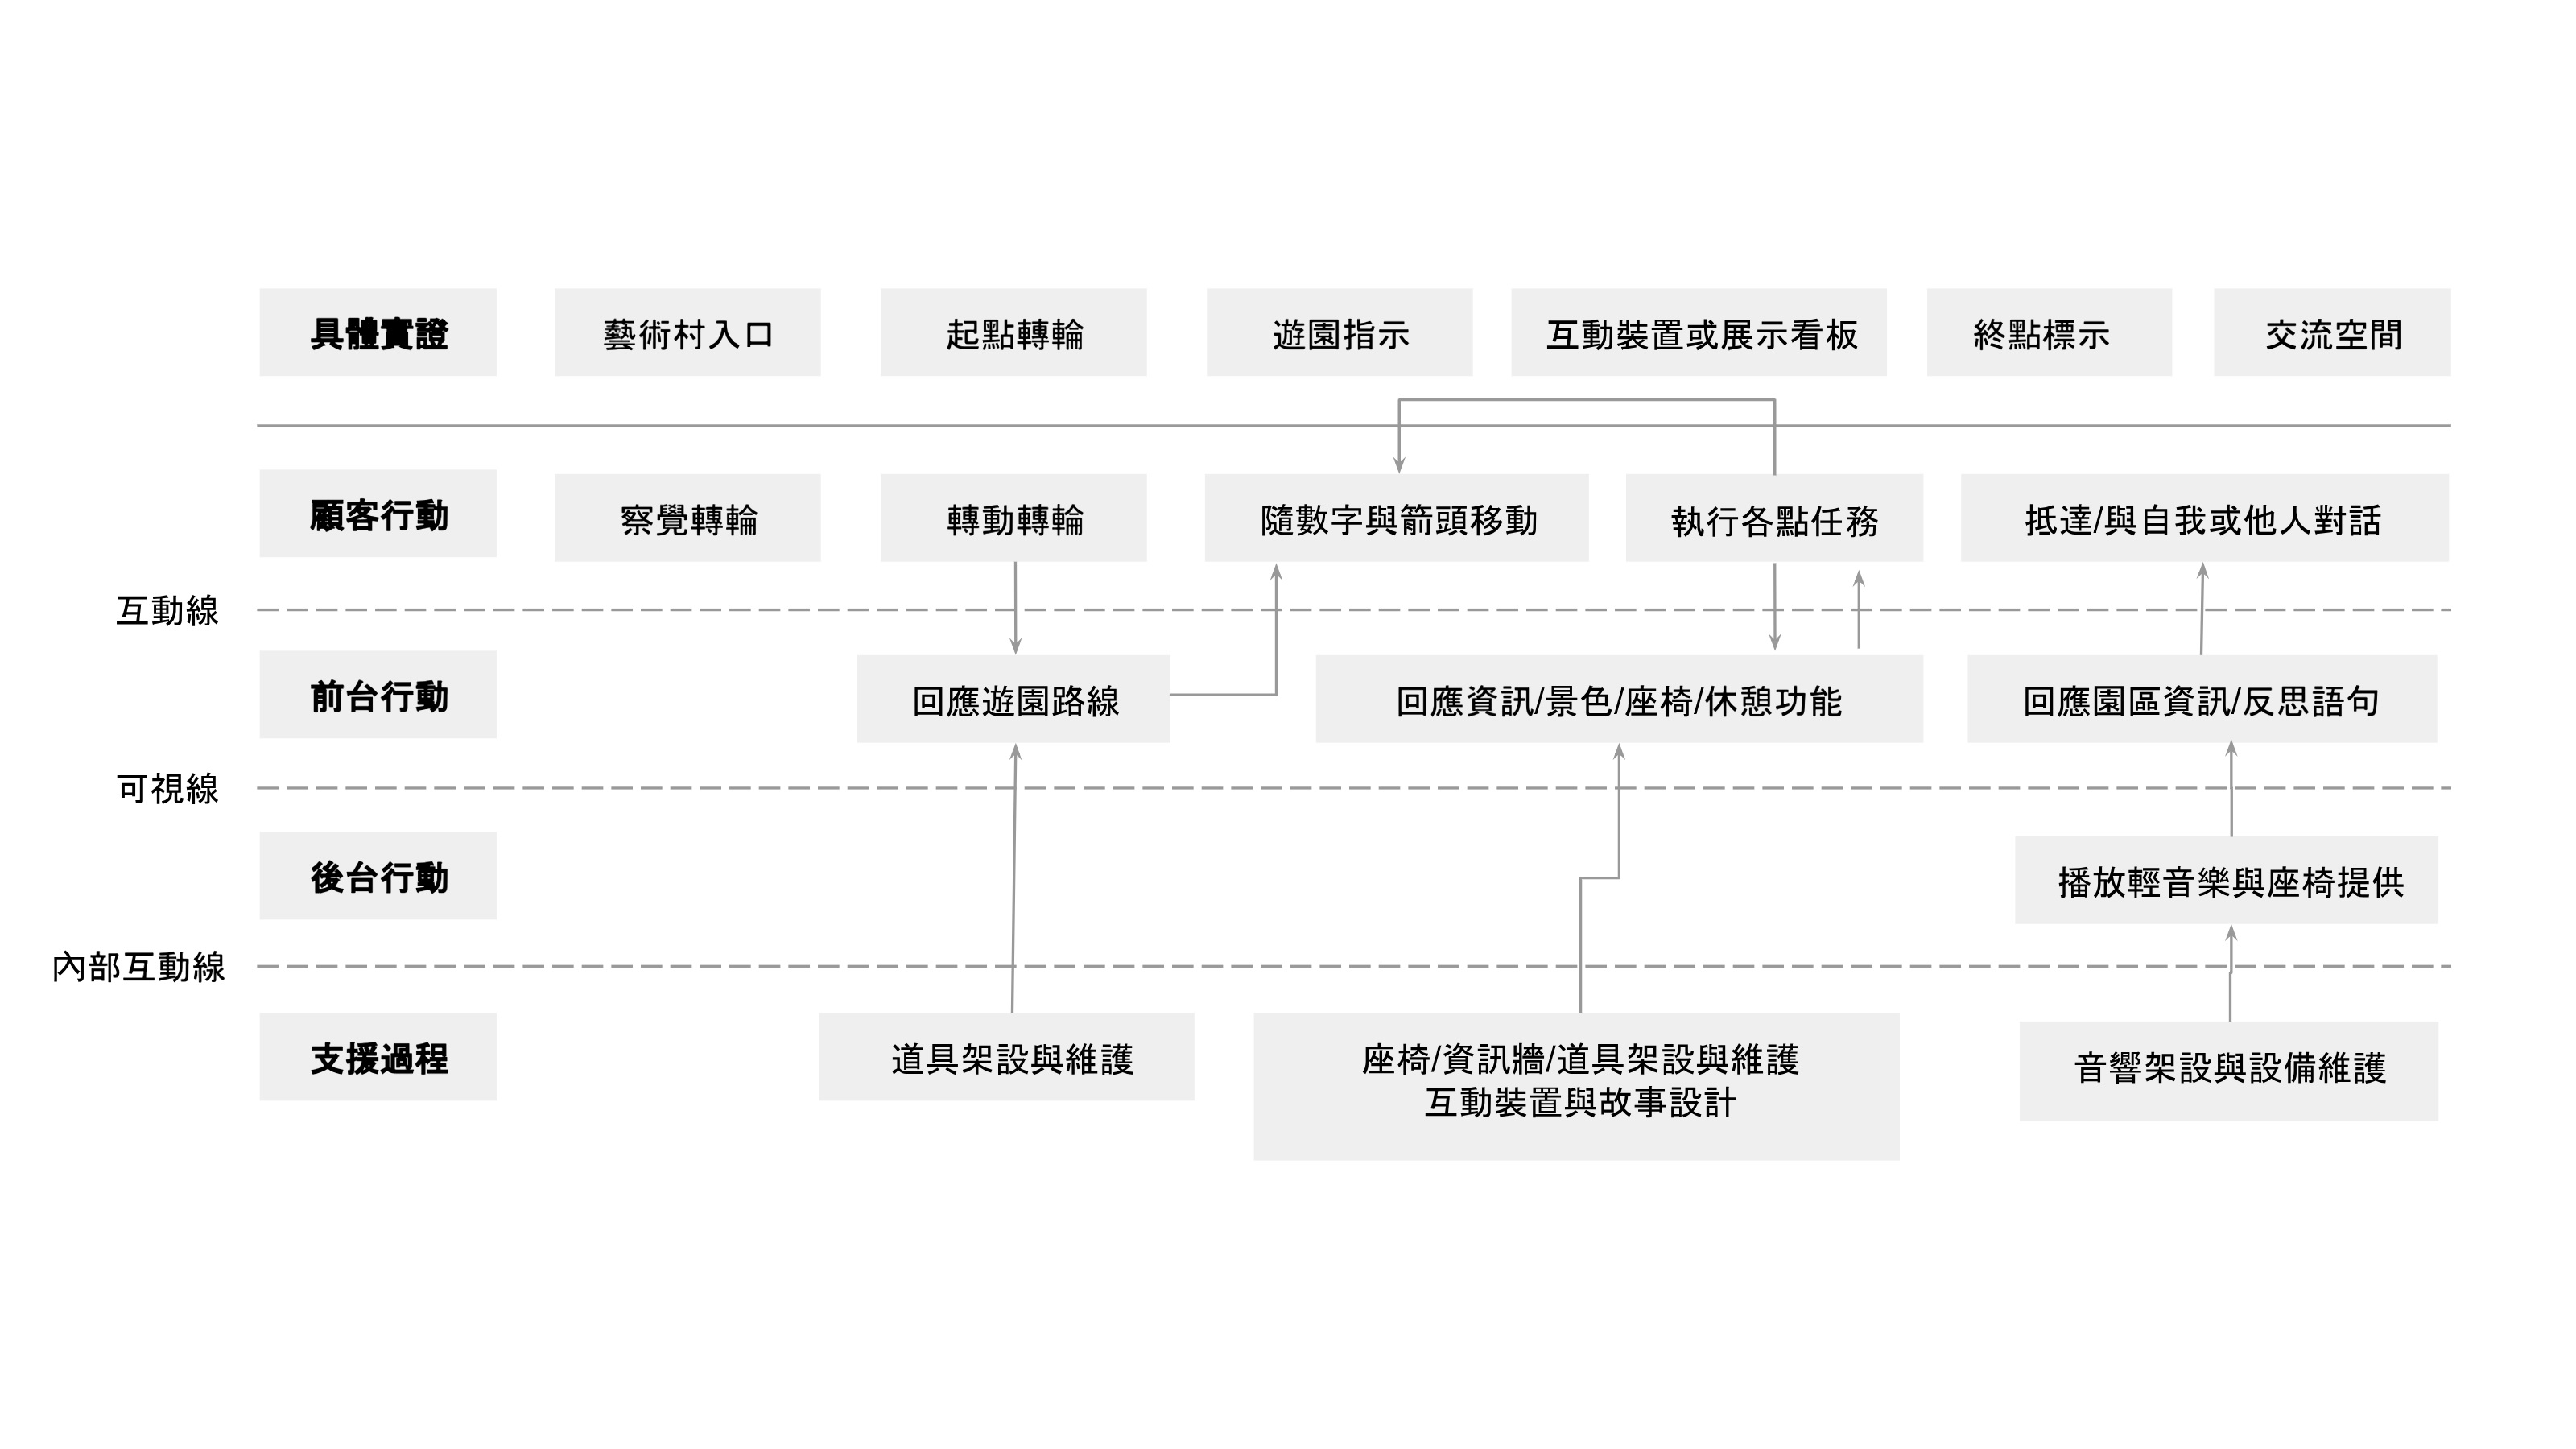 具體實證
藝術村入口
起點轉輪
遊園指示
互動裝置或展示看板
終點標示
交流空間
顧客行動
察覺轉輪
轉動轉輪
隨數字與箭頭移動
執行各點任務
抵達/與自我或他人對話
互動線
前台行動
回應遊園路線
回應資訊/景色/座椅/休憩功能
回應園區資訊/反思語句
可視線
後台行動
播放輕音樂與座椅提供
內部互動線
支援過程
道具架設與維護
座椅/資訊牆/道具架設與維護
互動裝置與故事設計
音響架設與設備維護